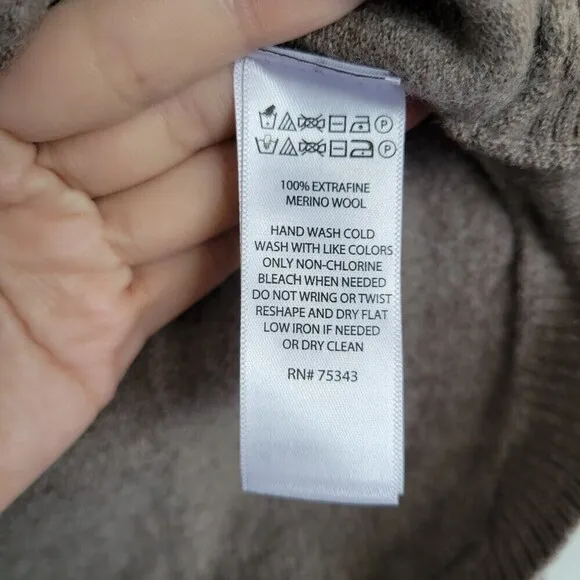 100% EXTRAFINE
MERINO WOOL
HAND WASH COLD
WASH WITH LIKE COLORS
ONLY NON-CHLORINE
BLEACH WHEN NEEDED
DO NOT WRING OR TWIST
RESHAPE AND DRY FLAT
LOW IRON IF NEEDED
OR DRY CLEAN
RN# 75343